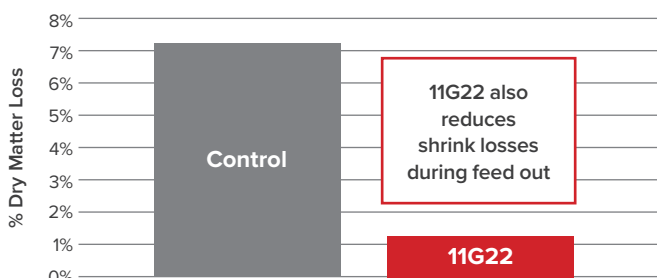 % Dry Matter Loss
8%
7%
6%
5%
4%
3%
2%
1%
0%
Control
11G22 also
reduces
shrink losses
during feed out
11G22